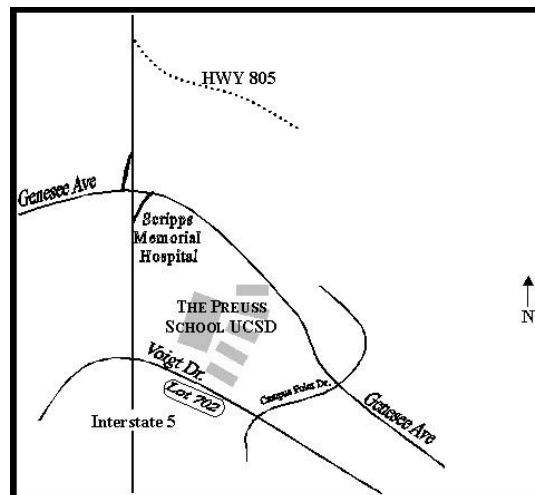 HWY 805
Genesee Ave
Scripps
Memorial
Hospital
THE PREUSS
SCHOOL UCSD
N
Voigt Dr.
Campus Point Dr.
Lot 702
Genesee Ave
Interstate 5